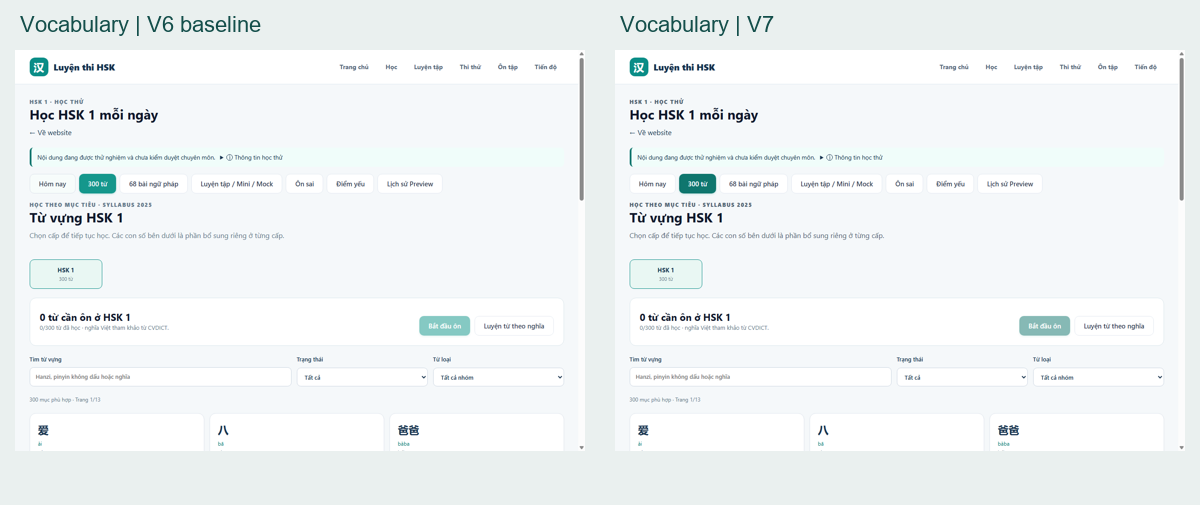 Vocabulary | V6 baseline
汉 Luyện thi HSK Trang chủ Học Luyện tập Thi thử Ôn tập Tiến độ
HSK 1 · HỌC THỬ
Học HSK 1 mỗi ngày
← Về website
Nội dung đang được thử nghiệm và chưa kiểm duyệt chuyên môn. ▶ ⓘ Thông tin học thử
Hôm nay 300 từ 68 bài ngữ pháp Luyện tập / Mini / Mock Ôn sai Điểm yếu Lịch sử Preview
HỌC THEO MỤC TIÊU · SYLLABUS 2025
Từ vựng HSK 1
Chọn cấp để tiếp tục học. Các con số bên dưới là phần bổ sung riêng ở từng cấp.
HSK 1
300 từ
0 từ cần ôn ở HSK 1
0/300 từ đã học · nghĩa Việt tham khảo từ CVDICT.
Bắt đầu ôn Luyện từ theo nghĩa
Tìm từ vựng Trạng thái Từ loại
Hanzi, pinyin không dấu hoặc nghĩa Tất cả Tất cả nhóm
300 mục phù hợp · Trang 1/13
爱 八 爸爸
ài bā bàba
Vocabulary | V7
汉 Luyện thi HSK Trang chủ Học Luyện tập Thi thử Ôn tập Tiến độ
HSK 1 · HỌC THỬ
Học HSK 1 mỗi ngày
← Về website
Nội dung đang được thử nghiệm và chưa kiểm duyệt chuyên môn. ▶ ⓘ Thông tin học thử
Hôm nay 300 từ 68 bài ngữ pháp Luyện tập / Mini / Mock Ôn sai Điểm yếu Lịch sử Preview
HỌC THEO MỤC TIÊU · SYLLABUS 2025
Từ vựng HSK 1
Chọn cấp để tiếp tục học. Các con số bên dưới là phần bổ sung riêng ở từng cấp.
HSK 1
300 từ
0 từ cần ôn ở HSK 1
0/300 từ đã học · nghĩa Việt tham khảo từ CVDICT.
Bắt đầu ôn Luyện từ theo nghĩa
Tìm từ vựng Trạng thái Từ loại
Hanzi, pinyin không dấu hoặc nghĩa Tất cả Tất cả nhóm
300 mục phù hợp · Trang 1/13
爱 八 爸爸
ài bā bàba